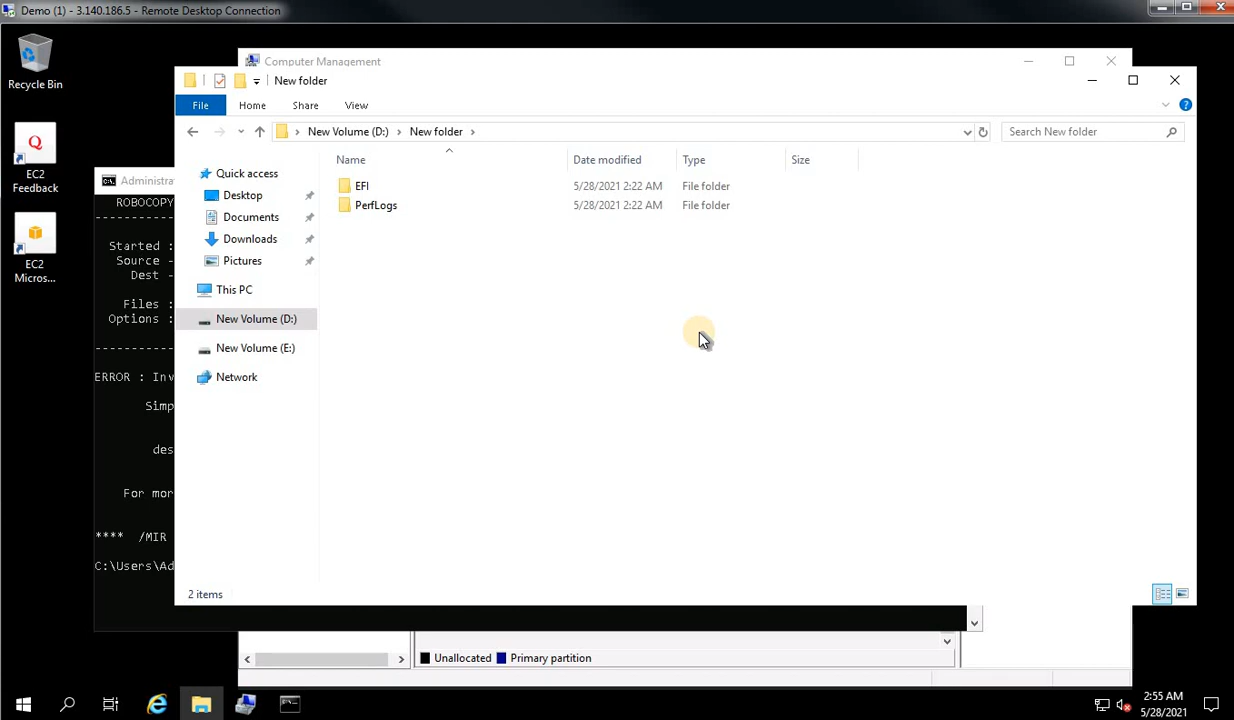 Demo (1) - 3.140.186.5 - Remote Desktop Connection
Recycle Bin
EC2
Feedback
EC2
Micros...
Computer Management
New folder
File Home Share View
New Volume (D:) New folder
Search New folder
Name Date modified Type Size
EFI 5/28/2021 2:22 AM File folder
PerfLogs 5/28/2021 2:22 AM File folder
Quick access
Desktop
Documents
Downloads
Pictures
This PC
New Volume (D:)
New Volume (E:)
Network
2 items
Administra
ROBOCOPY
--------------
Started :
Source -
Dest -
Files :
Options :
--------------
ERROR : Inv
Simp
des
For mor
**** /MIR
C:\Users\Ad
Unallocated Primary partition
2:55 AM
5/28/2021